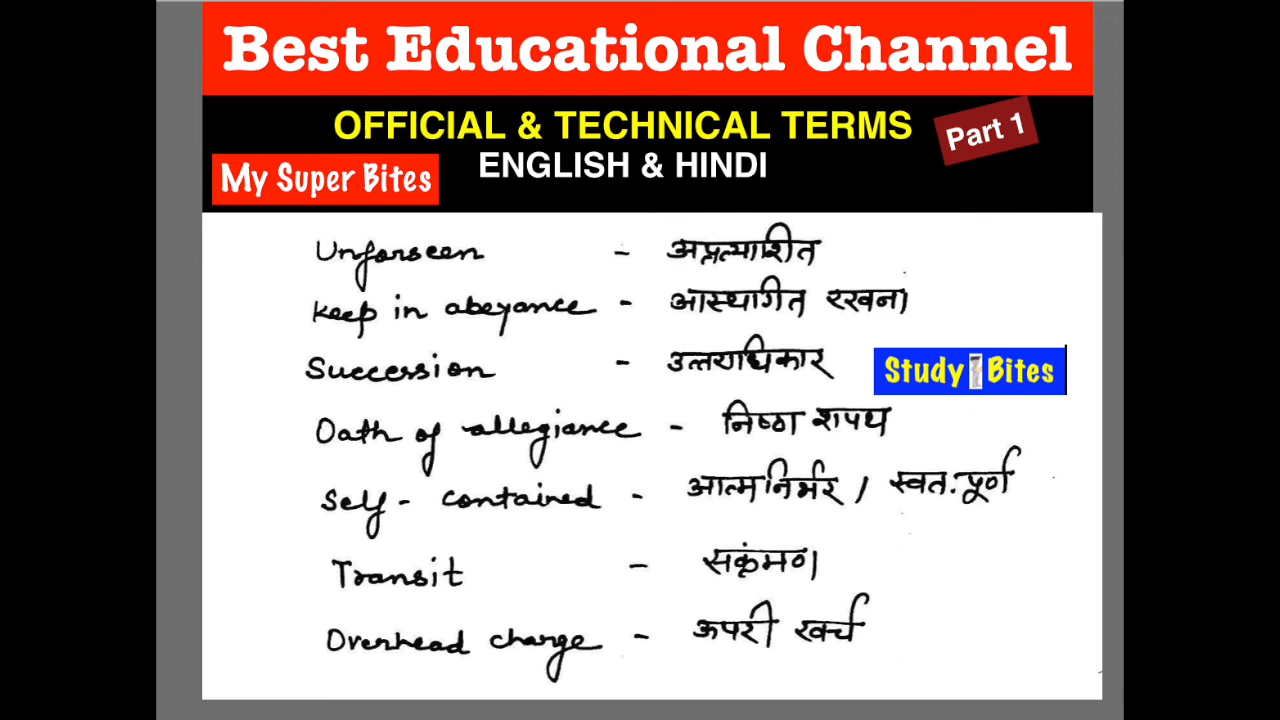 Best Educational Channel
OFFICIAL & TECHNICAL TERMS
Part 1
ENGLISH & HINDI
My Super Bites
Unforseen - अप्रत्याशित
Keep in abeyance - आस्थगित रखना
Succession - उत्तराधिकार
Study Bites
Oath of allegiance - निष्ठा शपथ
Self - contained - आत्मनिर्भर / स्वत: पूर्ण
Transit - सकृंमण
Overhead charge - ऊपरी खर्च